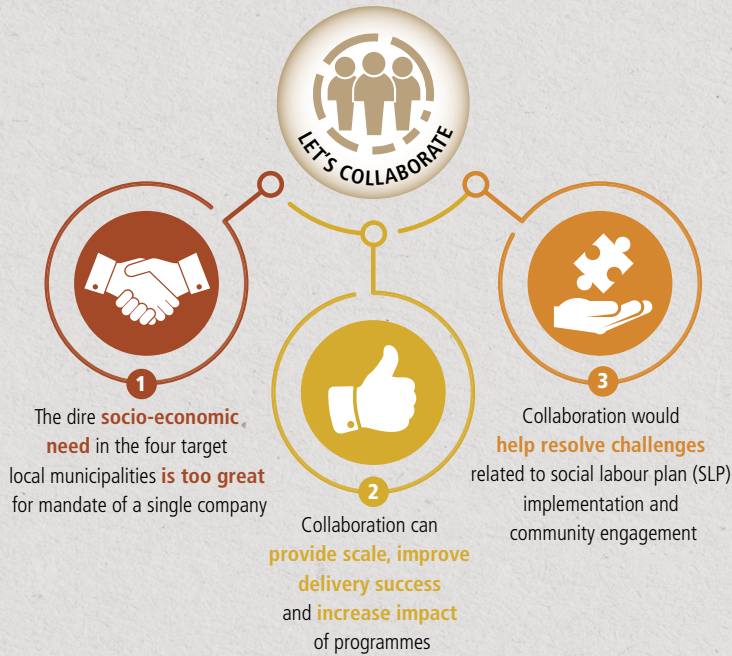 LET'S COLLABORATE
1
The dire socio-economic
need in the four target
local municipalities is too great
for mandate of a single company
2
Collaboration can
provide scale, improve
delivery success
and increase impact
of programmes
3
Collaboration would
help resolve challenges
related to social labour plan (SLP)
implementation and
community engagement